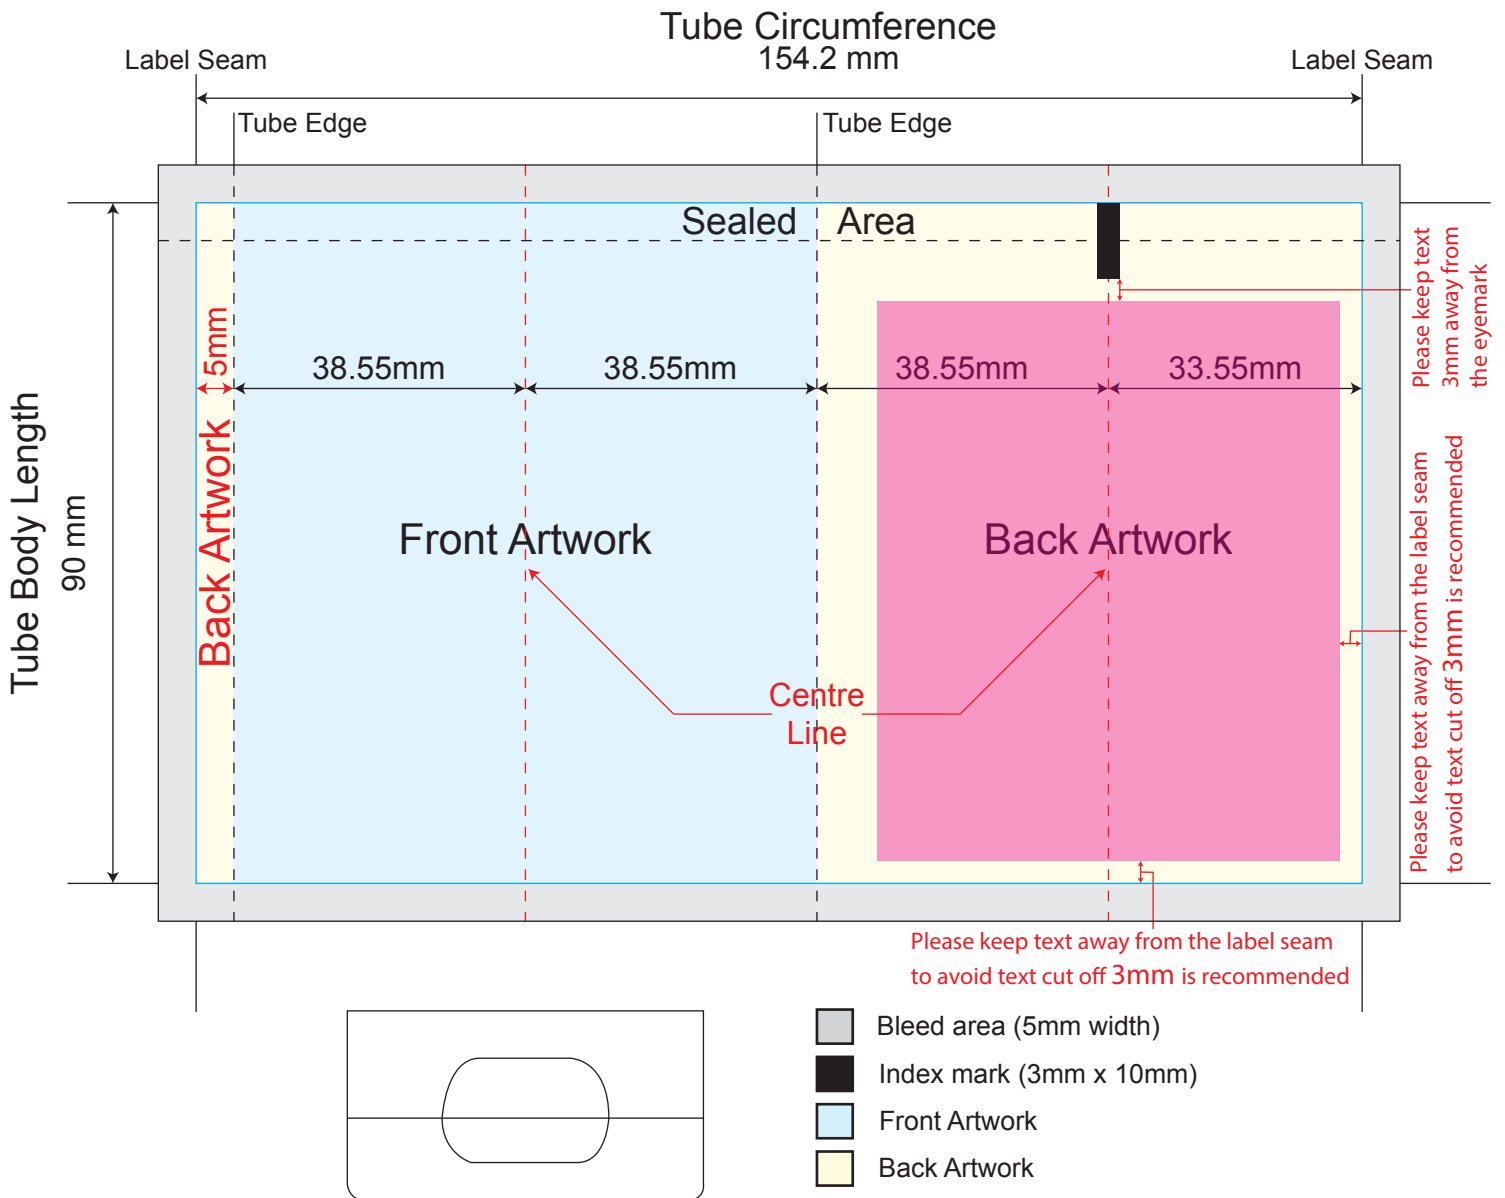 Tube Circumference
154.2 mm
Label Seam
Label Seam
Tube Edge
Tube Edge
Sealed Area
Please keep text
3mm away from
the eyemark
5mm
38.55mm
38.55mm
38.55mm
33.55mm
Tube Body Length
90 mm
Back Artwork
Front Artwork
Back Artwork
Please keep text away from the label seam
to avoid text cut off 3mm is recommended
Centre
Line
Please keep text away from the label seam
to avoid text cut off 3mm is recommended
Bleed area (5mm width)
Index mark (3mm x 10mm)
Front Artwork
Back Artwork